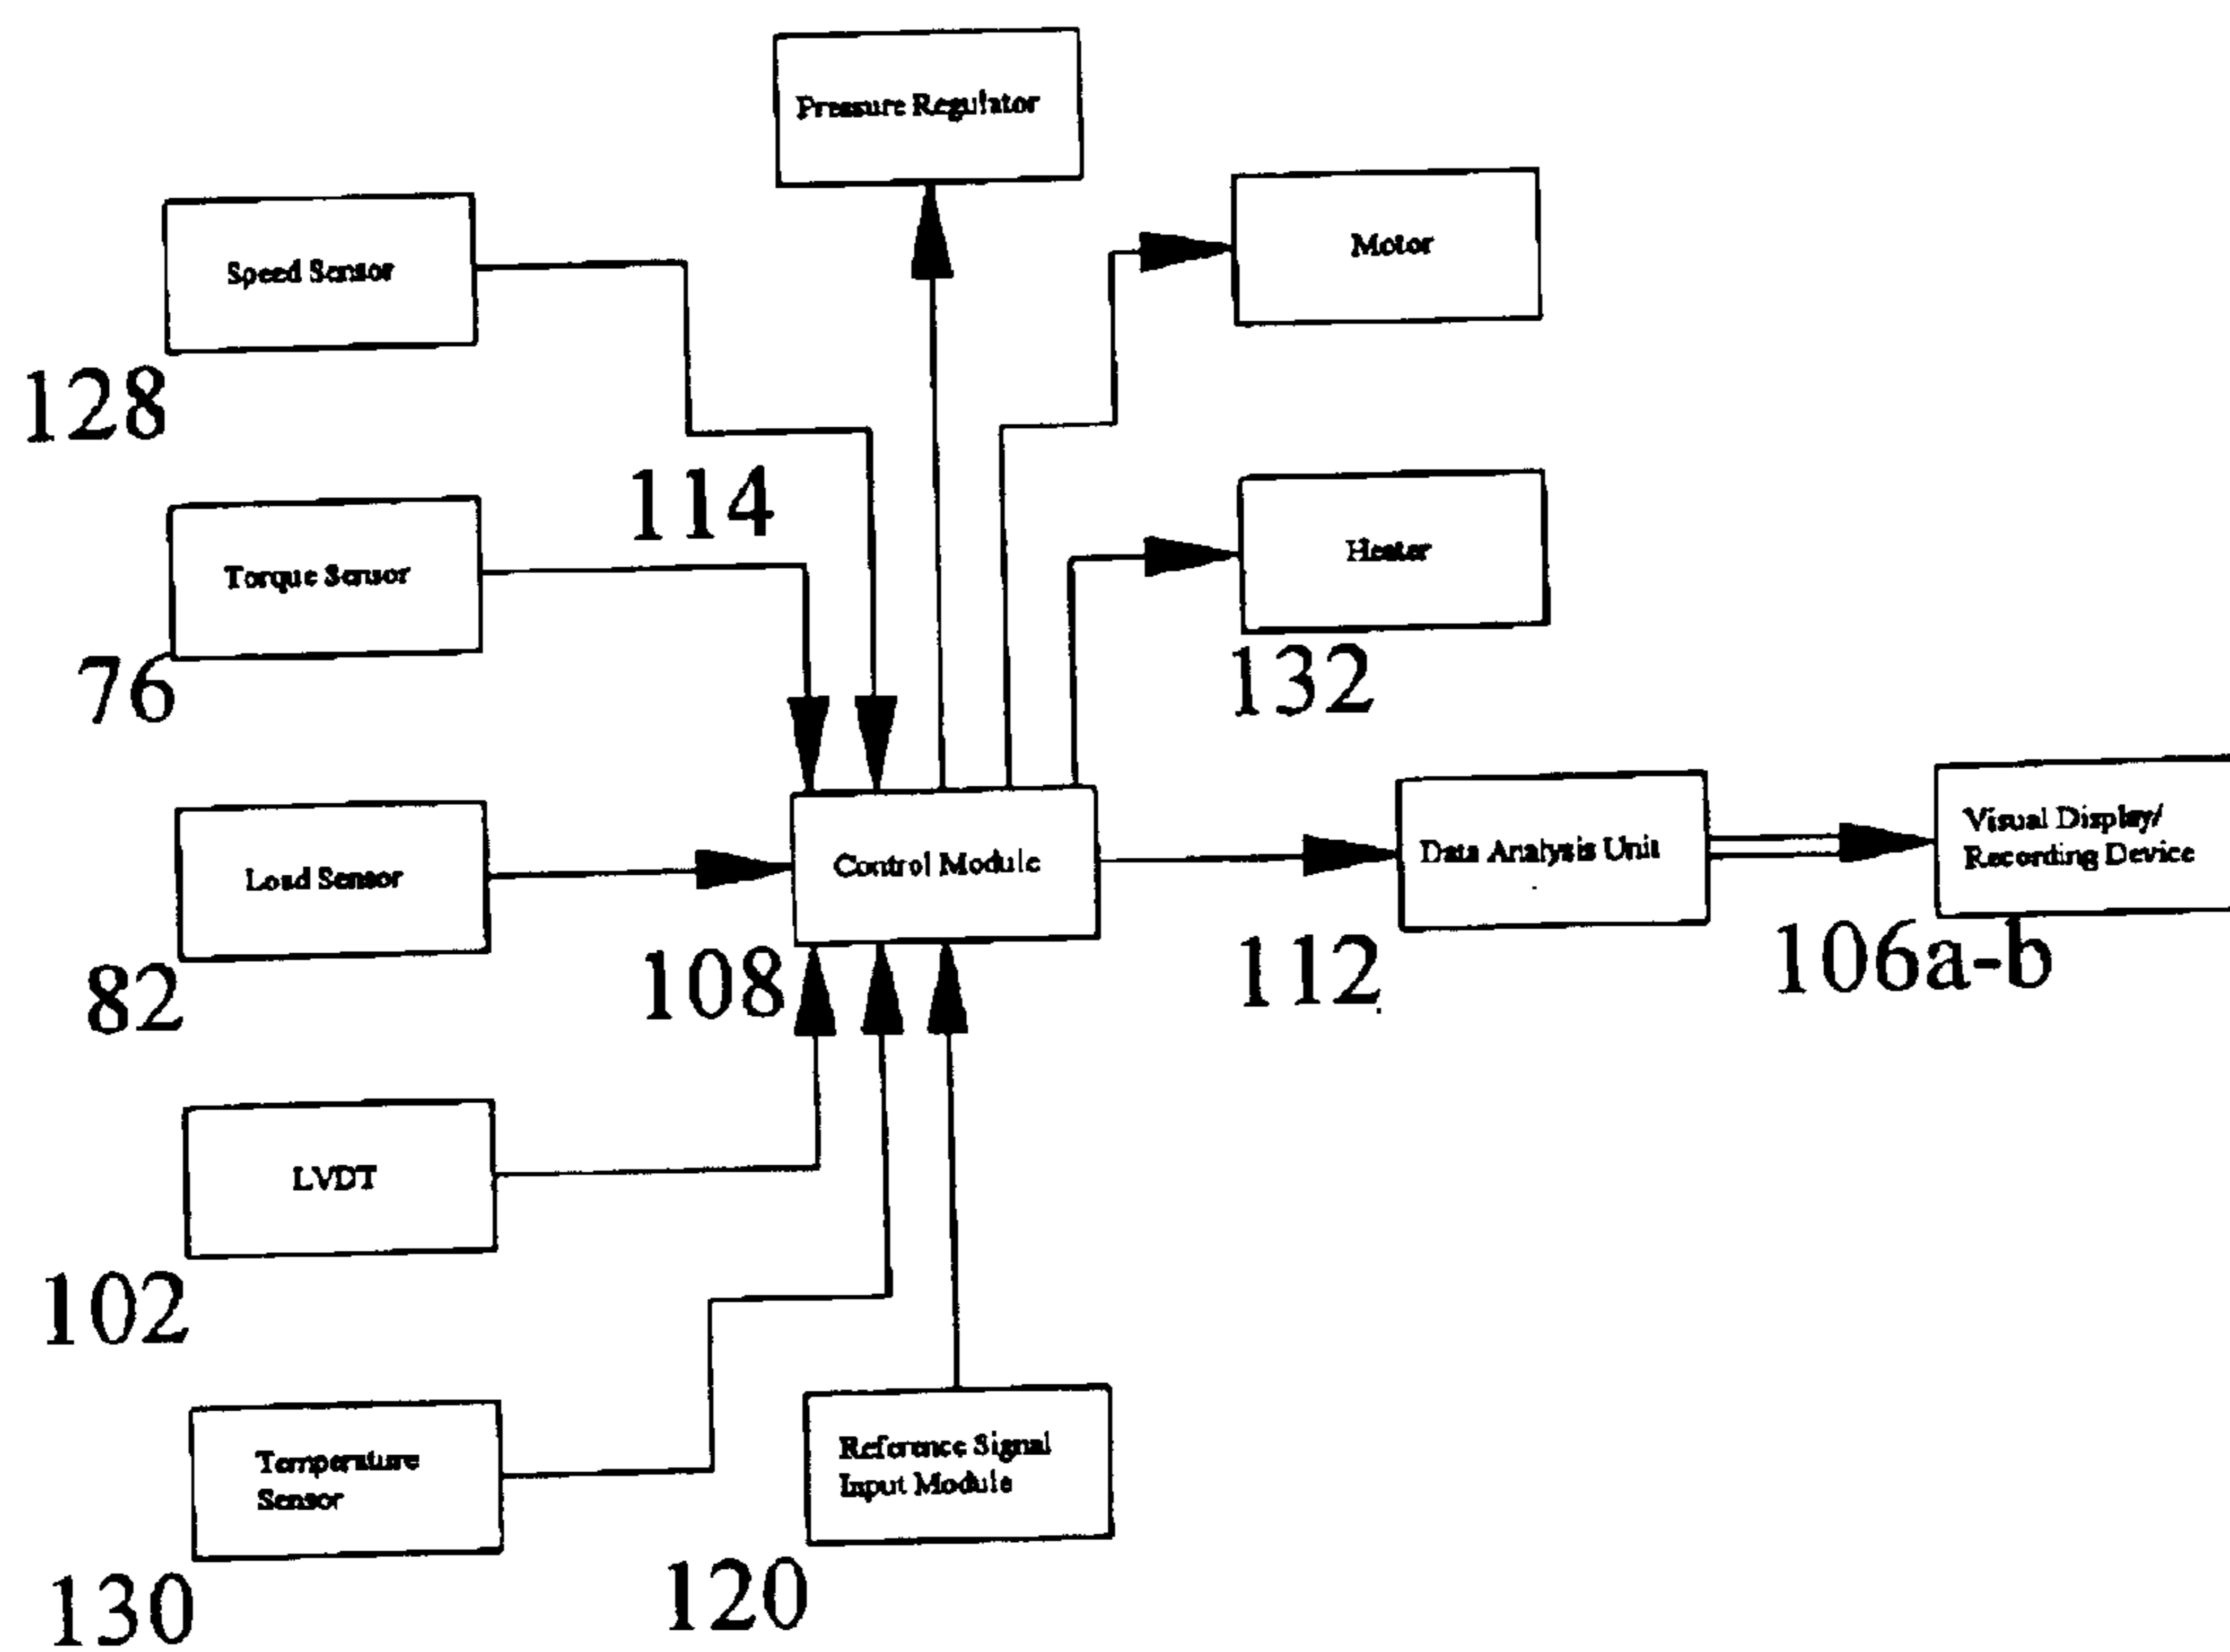 Pressure Regulator
Speed Sensor
Motor
128
114
Torque Sensor
Heater
76
132
Load Sensor
Control Module
Data Analysis Unit
Visual Display/
Recording Device
82
108
112
106a-b
LVDT
102
Temperature
Sensor
Reference Signal
Input Module
130
120